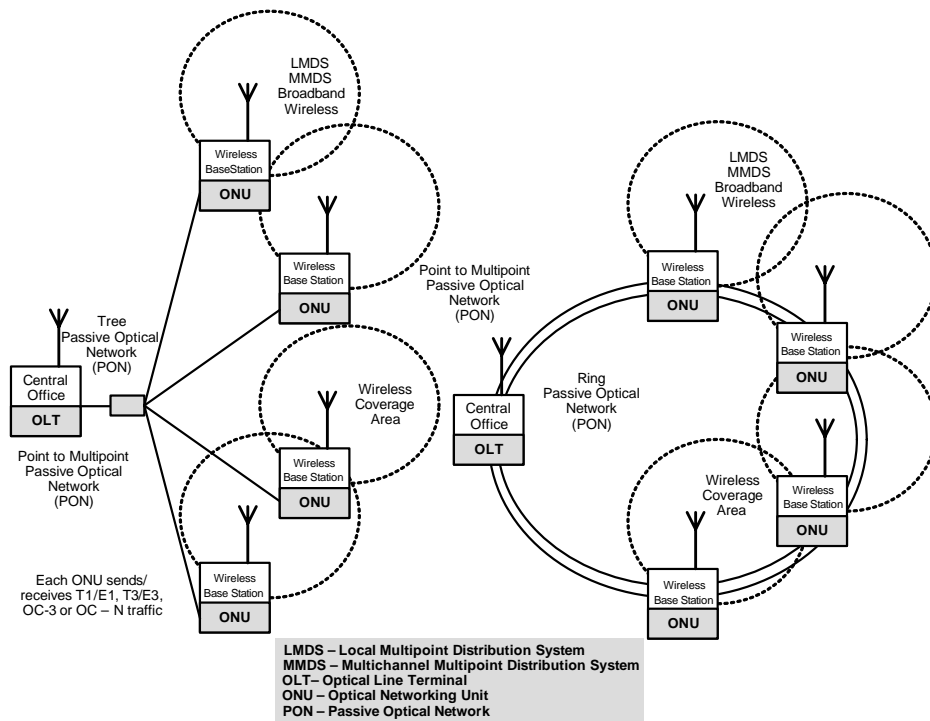 LMDS
MMDS
Broadband
Wireless
Wireless
BaseStation
ONU
Wireless
Base Station
ONU
Tree
Passive Optical
Network
(PON)
Central
Office
OLT
Point to Multipoint
Passive Optical
Network
(PON)
Wireless
Coverage
Area
Wireless
Base Station
ONU
Wireless
Base Station
ONU
Each ONU sends/
receives T1/E1, T3/E3,
OC-3 or OC – N traffic
LMDS
MMDS
Broadband
Wireless
Wireless
Base Station
ONU
Point to Multipoint
Passive Optical
Network
(PON)
Wireless
Base Station
ONU
Central
Office
OLT
Ring
Passive Optical
Network
(PON)
Wireless
Coverage
Area
Wireless
Base Station
ONU
Wireless
Base Station
ONU
LMDS – Local Multipoint Distribution System
MMDS – Multichannel Multipoint Distribution System
OLT– Optical Line Terminal
ONU – Optical Networking Unit
PON – Passive Optical Network